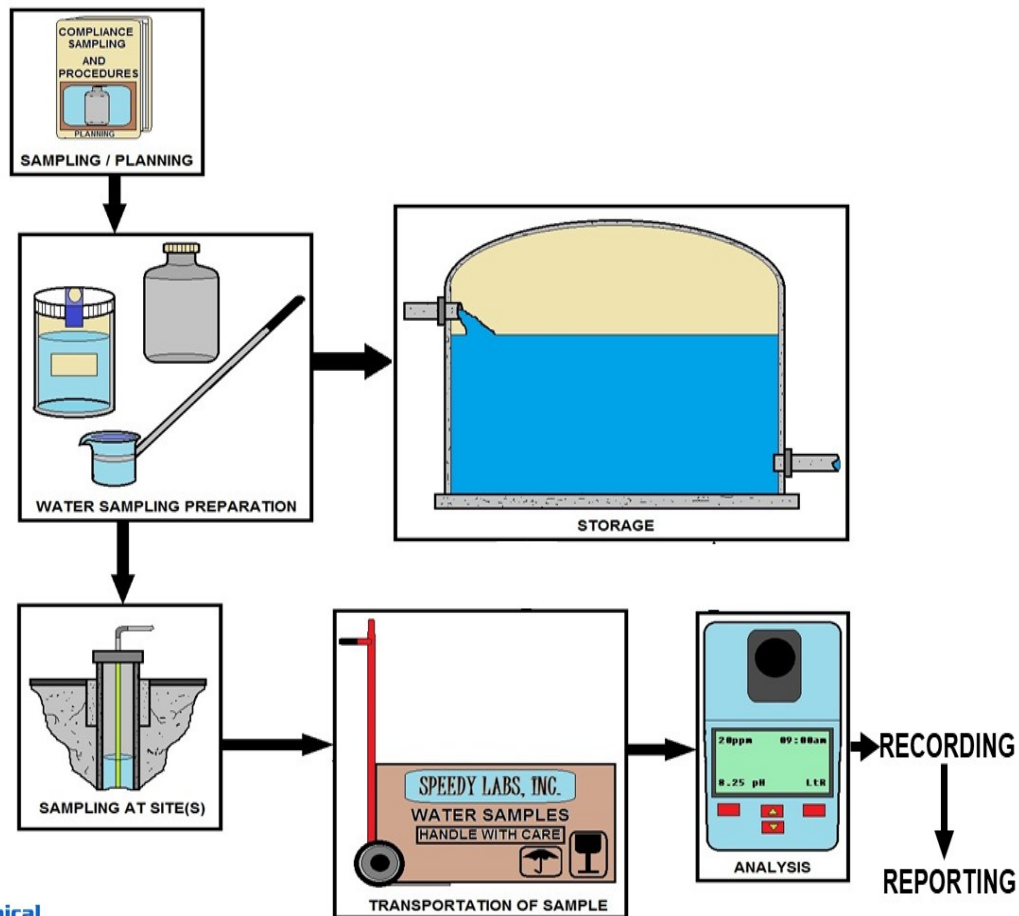 COMPLIANCE
SAMPLING
AND
PROCEDURES
PLANNING
SAMPLING / PLANNING
WATER SAMPLING PREPARATION
STORAGE
SAMPLING AT SITE(S)
SPEEDY LABS, INC.
WATER SAMPLES
HANDLE WITH CARE
TRANSPORTATION OF SAMPLE
20ppm 09:00am
8.25 pH LtR
ANALYSIS
RECORDING
REPORTING